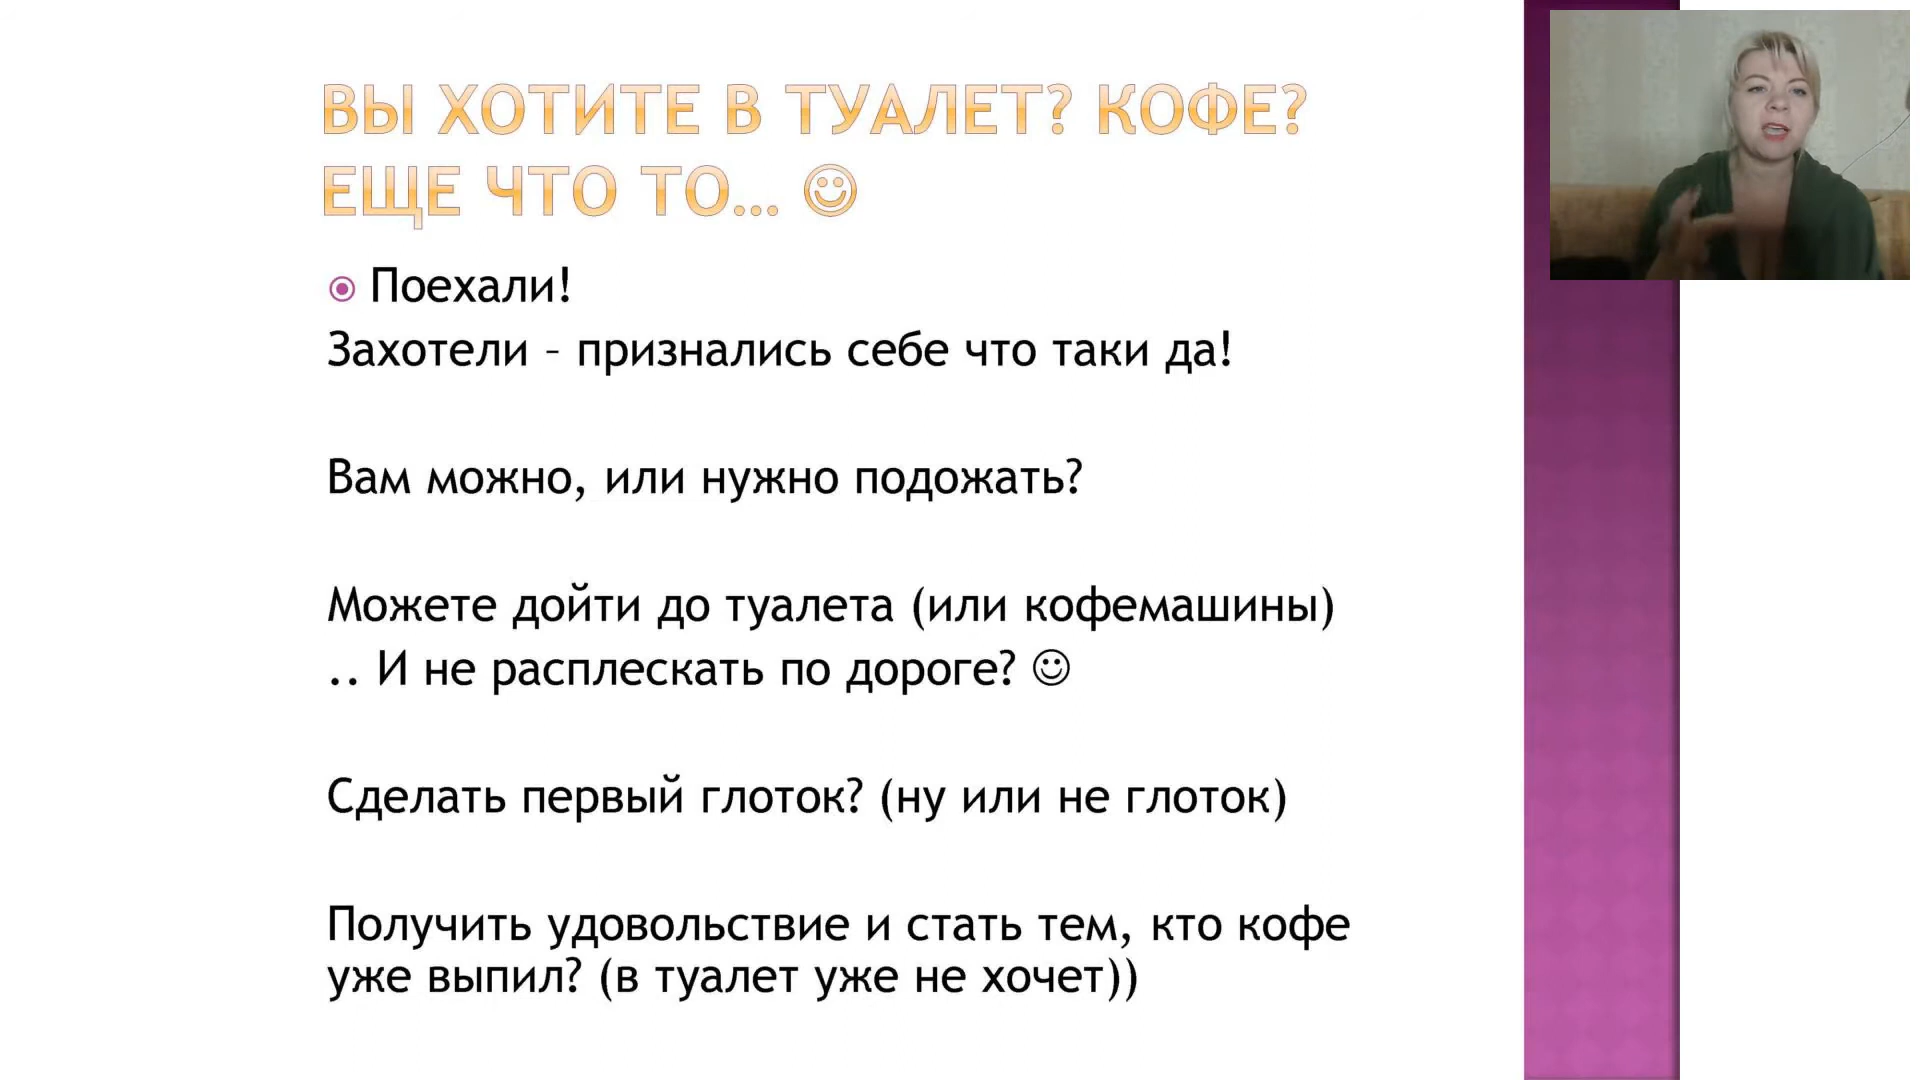 ВЫ ХОТИТЕ В ТУАЛЕТ? КОФЕ?
ЕЩЕ ЧТО ТО... ☺
Поехали!
Захотели – признались себе что таки да!
Вам можно, или нужно подожать?
Можете дойти до туалета (или кофемашины)
.. И не расплескать по дороге? ☺
Сделать первый глоток? (ну или не глоток)
Получить удовольствие и стать тем, кто кофе
уже выпил? (в туалет уже не хочет))